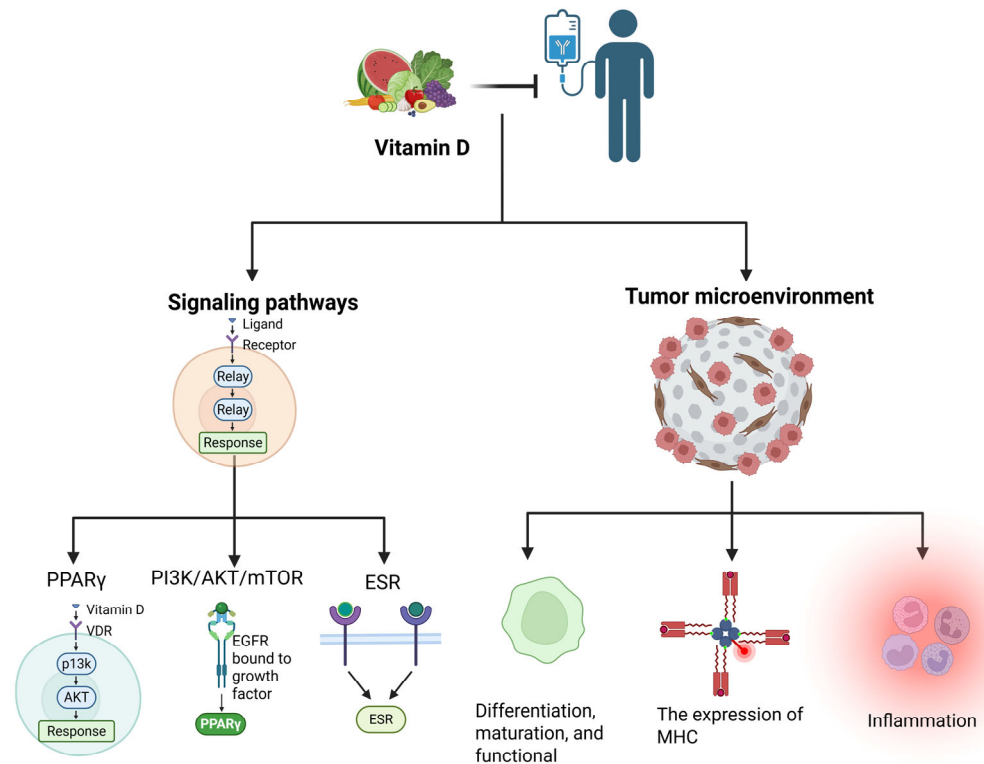 Vitamin D
Signaling pathways
Ligand
Receptor
Relay
Relay
Response
Tumor microenvironment
PPARγ
Vitamin D
VDR
p13k
AKT
Response
PI3K/AKT/mTOR
EGFR
bound to
growth
factor
PPARγ
ESR
ESR
Differentiation,
maturation, and
functional
The expression of
MHC
Inflammation